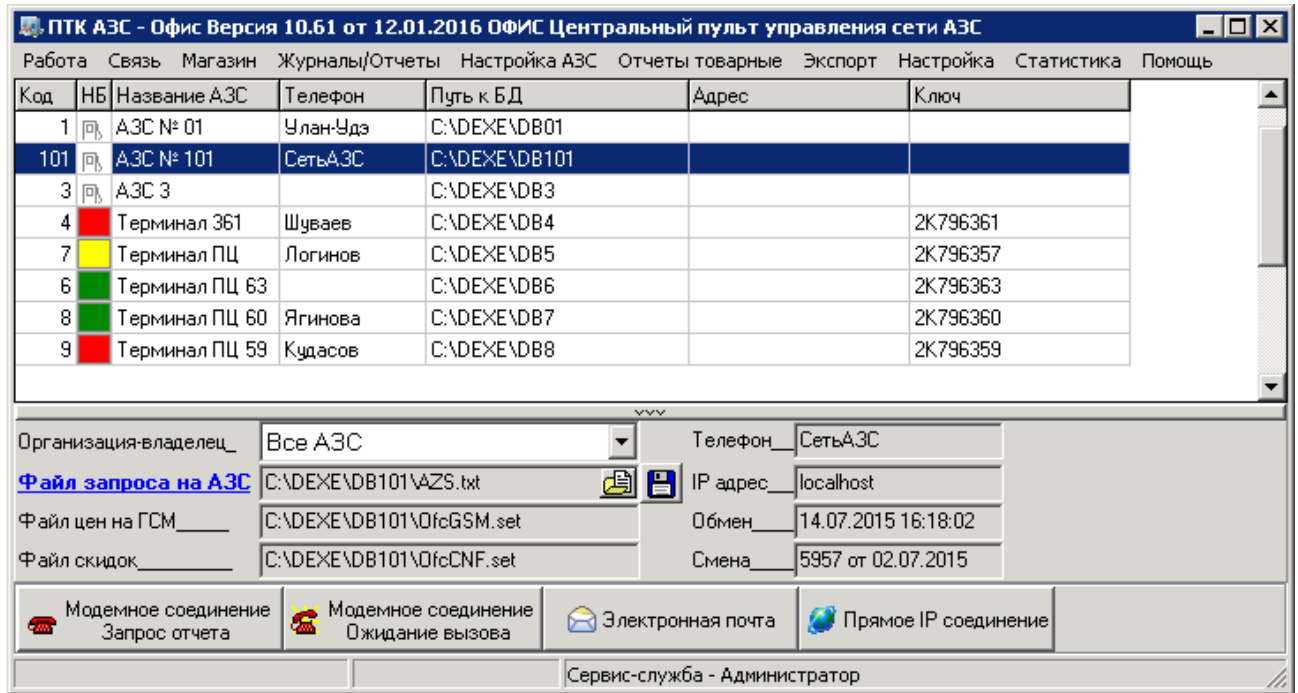 ПТК АЗС - Офис Версия 10.61 от 12.01.2016 ОФИС Центральный пульт управления сети АЗС
Работа Связь Магазин Журналы/Отчеты Настройка АЗС Отчеты товарные Экспорт Настройка Статистика Помощь
Код НБ Название АЗС Телефон Путь к БД Адрес Ключ
1 АЗС № 01 Улан-Удэ C:\DEXE\DB01
101 АЗС № 101 СетьАЗС C:\DEXE\DB101
3 АЗС 3 C:\DEXE\DB3
4 Терминал 361 Шуваев C:\DEXE\DB4 2K796361
7 Терминал ПЦ Логинов C:\DEXE\DB5 2K796357
6 Терминал ПЦ 63 C:\DEXE\DB6 2K796363
8 Терминал ПЦ 60 Ягинова C:\DEXE\DB7 2K796360
9 Терминал ПЦ 59 Кудасов C:\DEXE\DB8 2K796359
Организация-владелец_ Все АЗС Телефон__ СетьАЗС
Файл запроса на АЗС C:\DEXE\DB101\AZS.txt IP адрес__ localhost
Файл цен на ГСМ_____ C:\DEXE\DB101\OfcGSM.set Обмен____ 14.07.2015 16:18:02
Файл скидок_________ C:\DEXE\DB101\OfcCNF.set Смена____ 5957 от 02.07.2015
Модемное соединение Запрос отчета
Модемное соединение Ожидание вызова
Электронная почта
Прямое IP соединение
Сервис-служба - Администратор